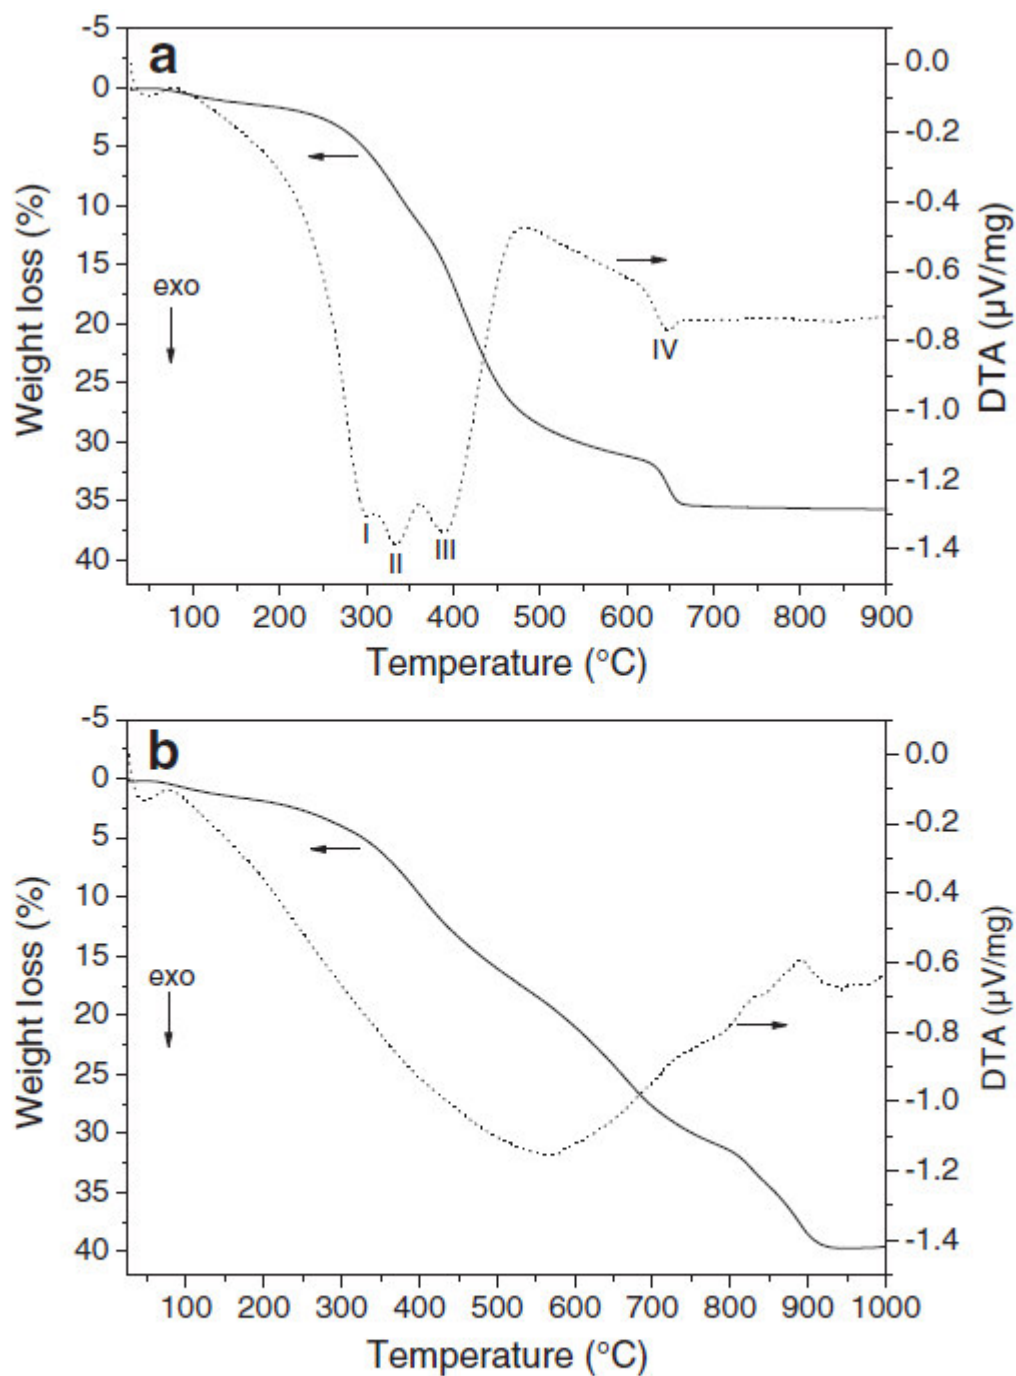 a
-5
0
5
10
15
20
25
30
35
40
Weight loss (%)
exo
I
II
III
IV
0.0
-0.2
-0.4
-0.6
-0.8
-1.0
-1.2
-1.4
DTA (µV/mg)
100 200 300 400 500 600 700 800 900
Temperature (°C)
b
-5
0
5
10
15
20
25
30
35
40
Weight loss (%)
exo
0.0
-0.2
-0.4
-0.6
-0.8
-1.0
-1.2
-1.4
DTA (µV/mg)
100 200 300 400 500 600 700 800 900 1000
Temperature (°C)